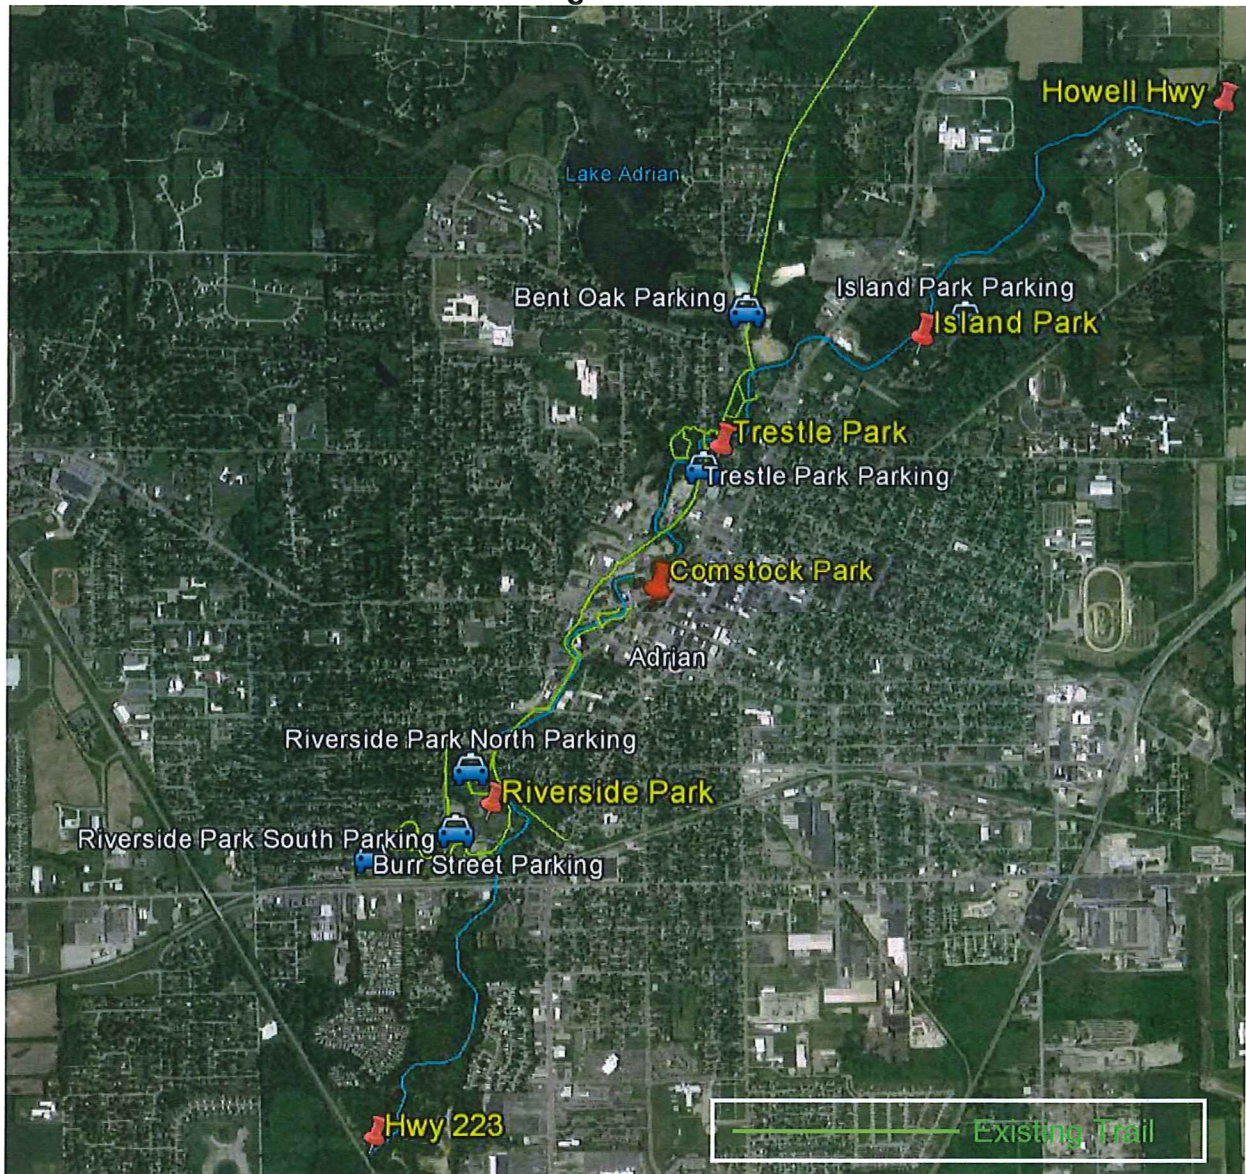 Howell Hwy
Lake Adrian
Island Park Parking
Bent Oak Parking
Island Park
Trestle Park
Trestle Park Parking
Comstock Park
Adrian
Riverside Park North Parking
Riverside Park
Riverside Park South Parking
Burr Street Parking
Hwy 223
Existing Trail